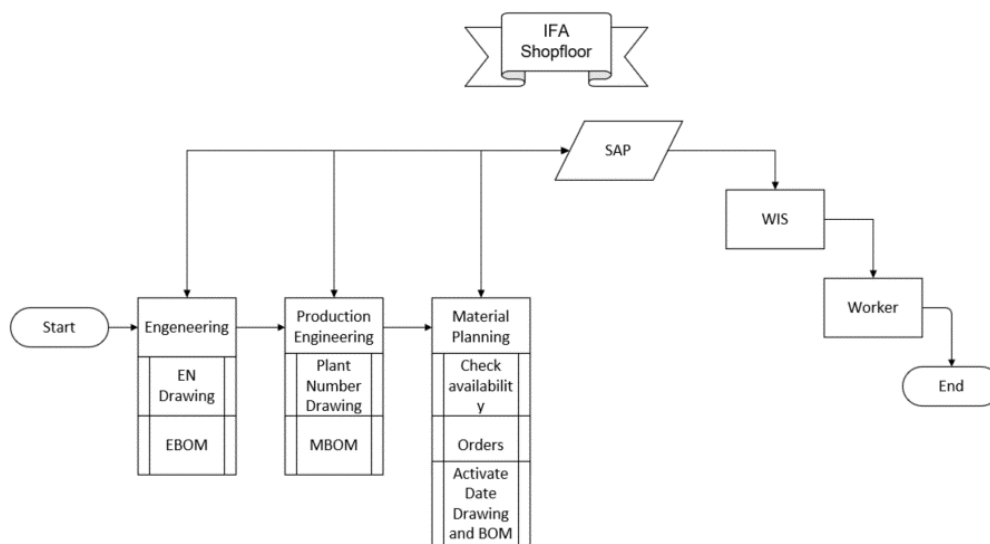 IFA
Shopfloor
SAP
WIS
Worker
End
Start
Engeneering
EN
Drawing
EBOM
Production
Engineering
Plant
Number
Drawing
MBOM
Material
Planning
Check
availabilit
y
Orders
Activate
Date
Drawing
and BOM